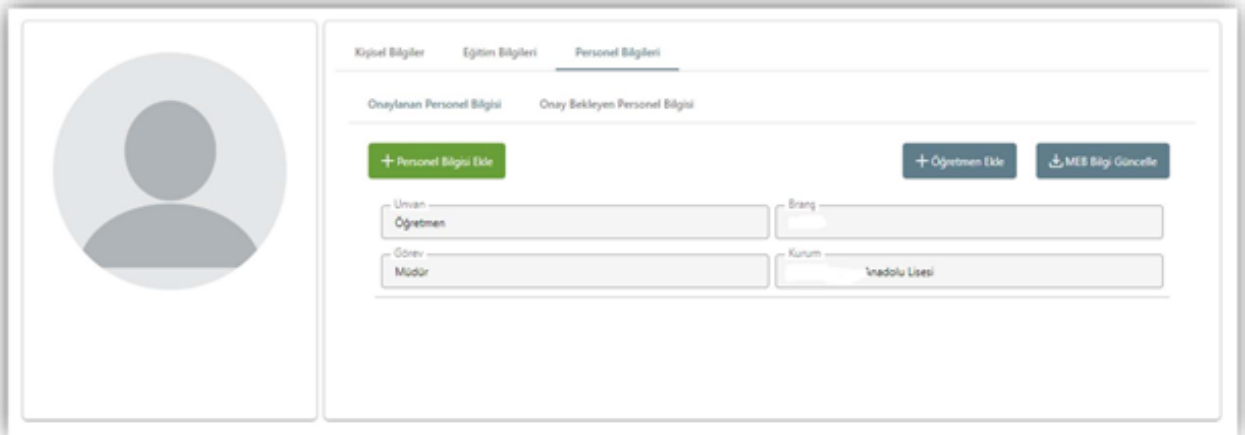 Kişisel Bilgiler Eğitim Bilgileri Personel Bilgileri
Onaylanan Personel Bilgisi Onay Bekleyen Personel Bilgisi
+ Personel Bilgisi Ekle + Öğretmen Ekle MEB Bilgi Güncelle
Unvan Branş
Öğretmen
Görev Kurum
Müdür Anadolu Lisesi